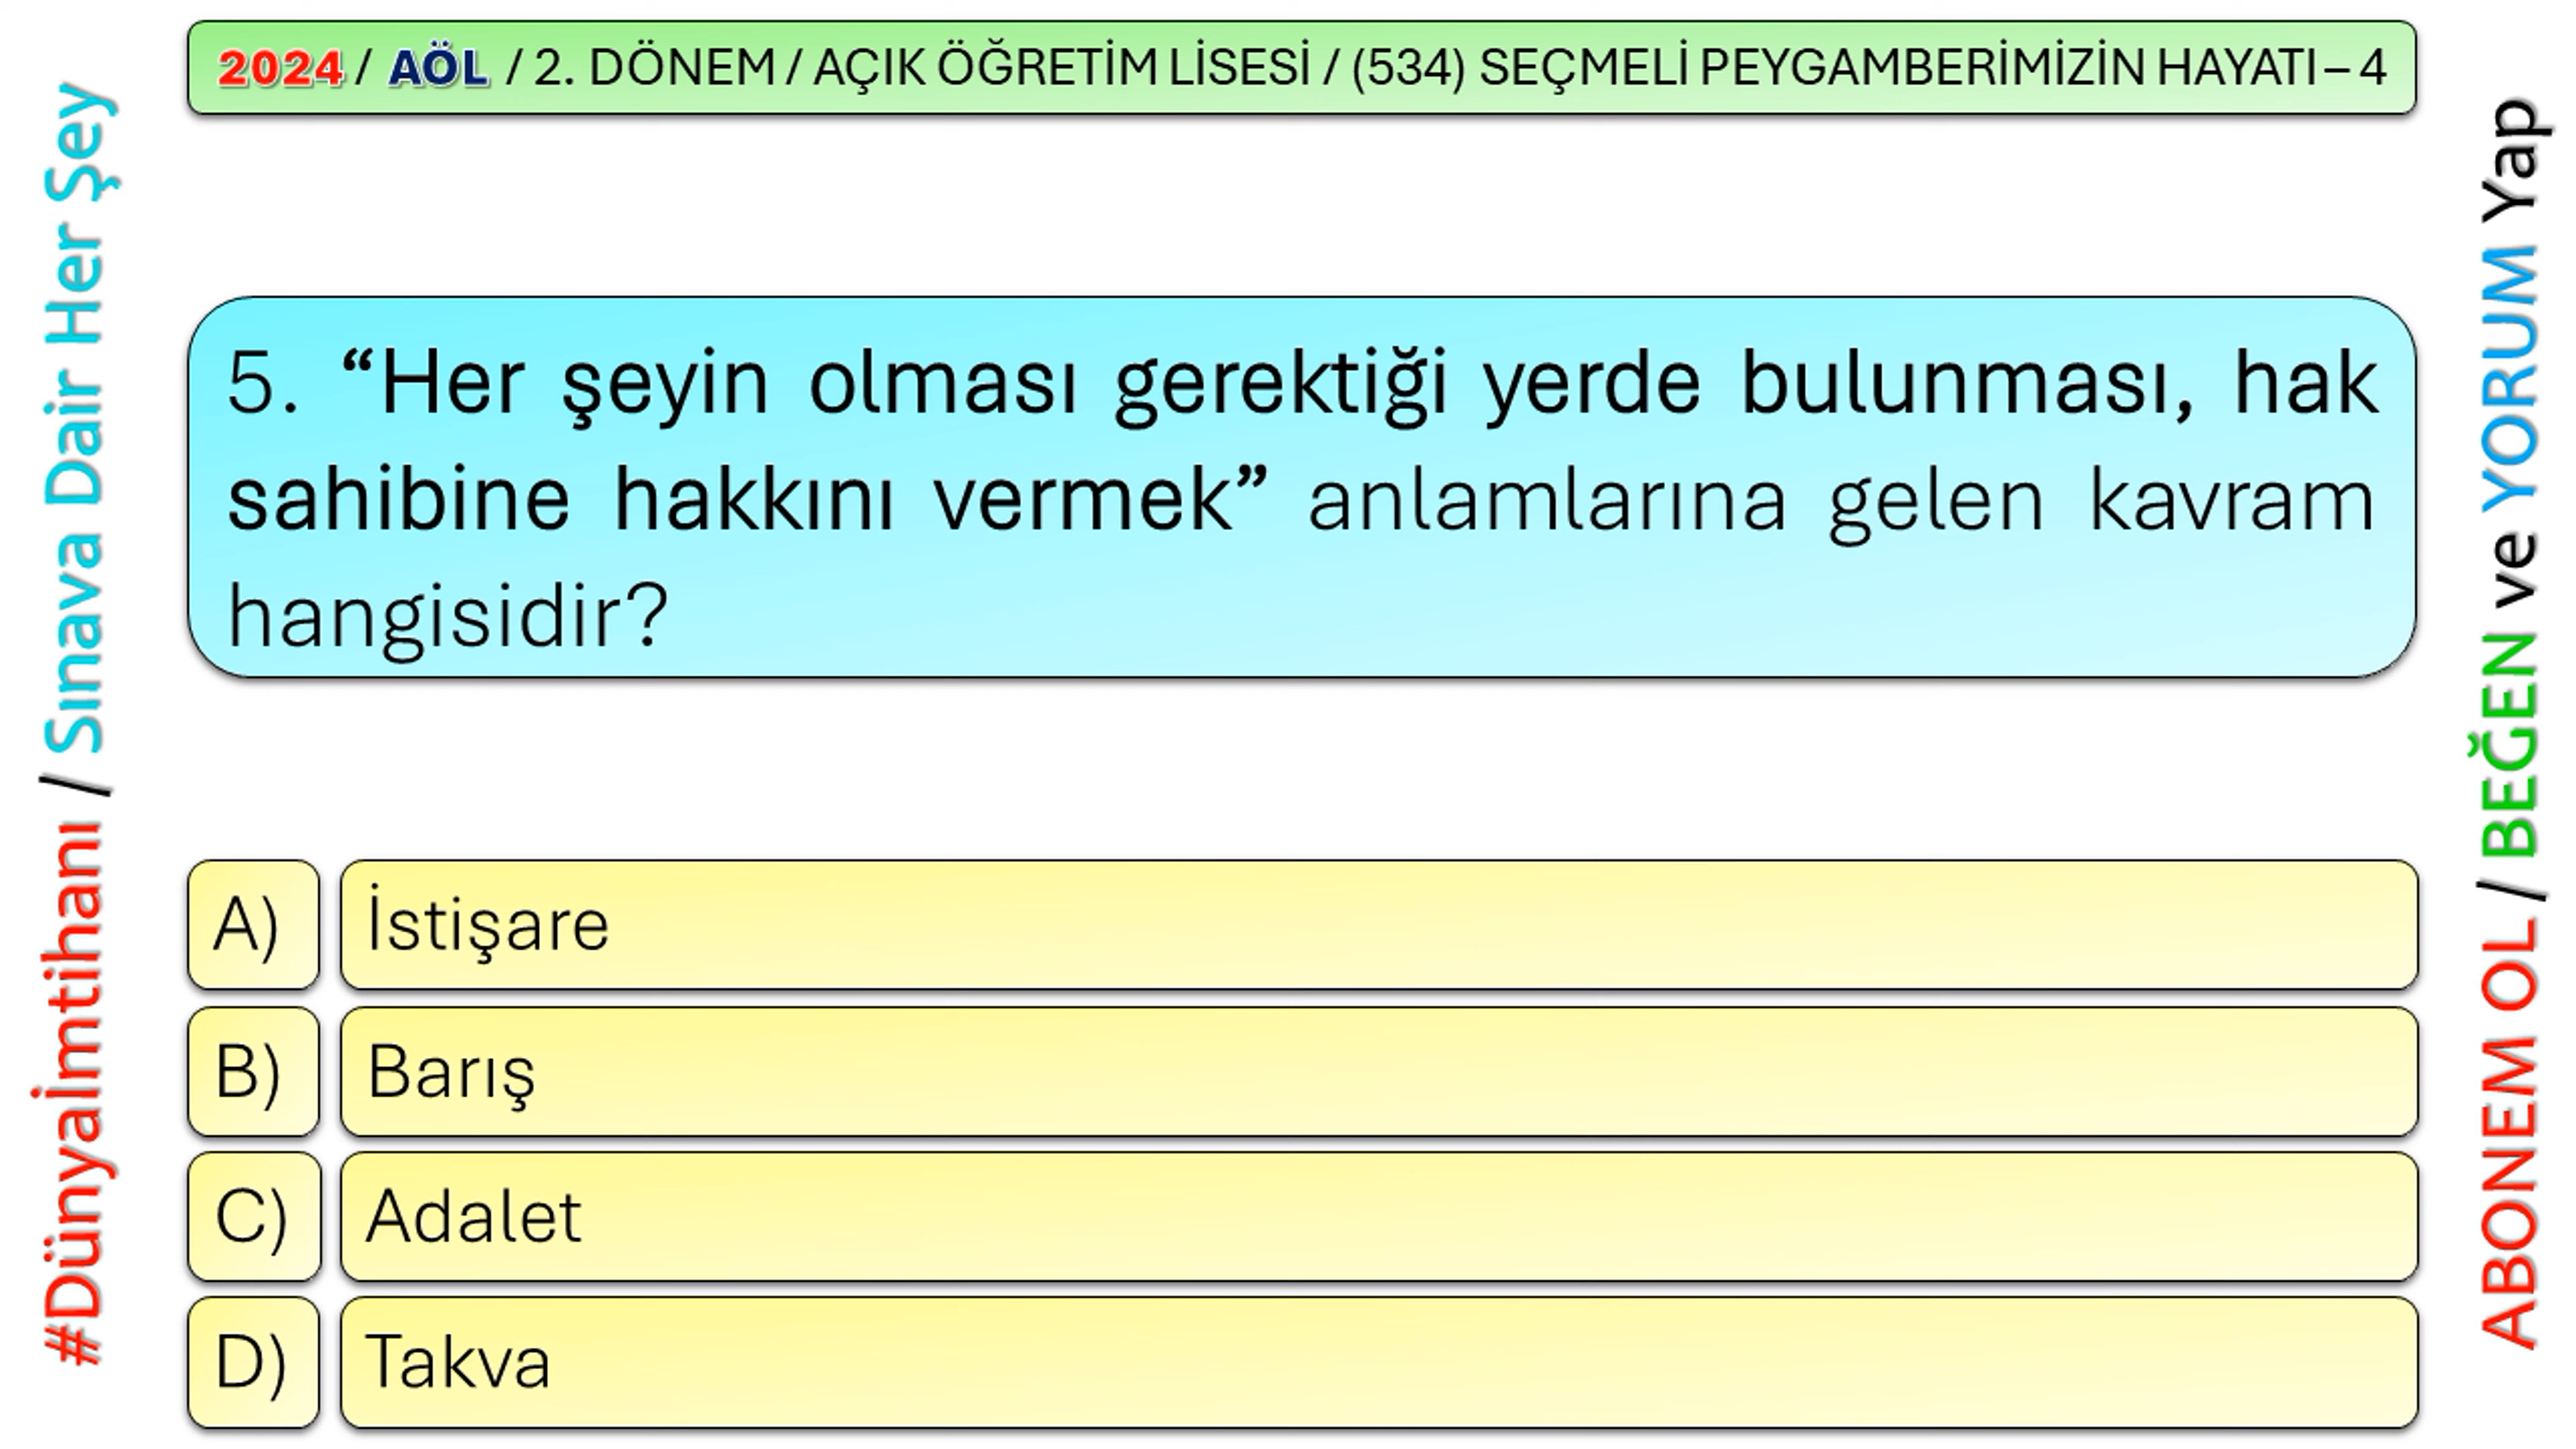 2024 / AÖL / 2. DÖNEM / AÇIK ÖĞRETİM LİSESİ / (534) SEÇMELİ PEYGAMBERİMİZİN HAYATI – 4
#Dünyaİmtihanı / Sınava Dair Her Şey
5. “Her şeyin olması gerektiği yerde bulunması, hak
sahibine hakkını vermek” anlamlarına gelen kavram
hangisidir?
A) İstişare
B) Barış
C) Adalet
D) Takva
ABONEM OL / BEĞEN ve YORUM Yap